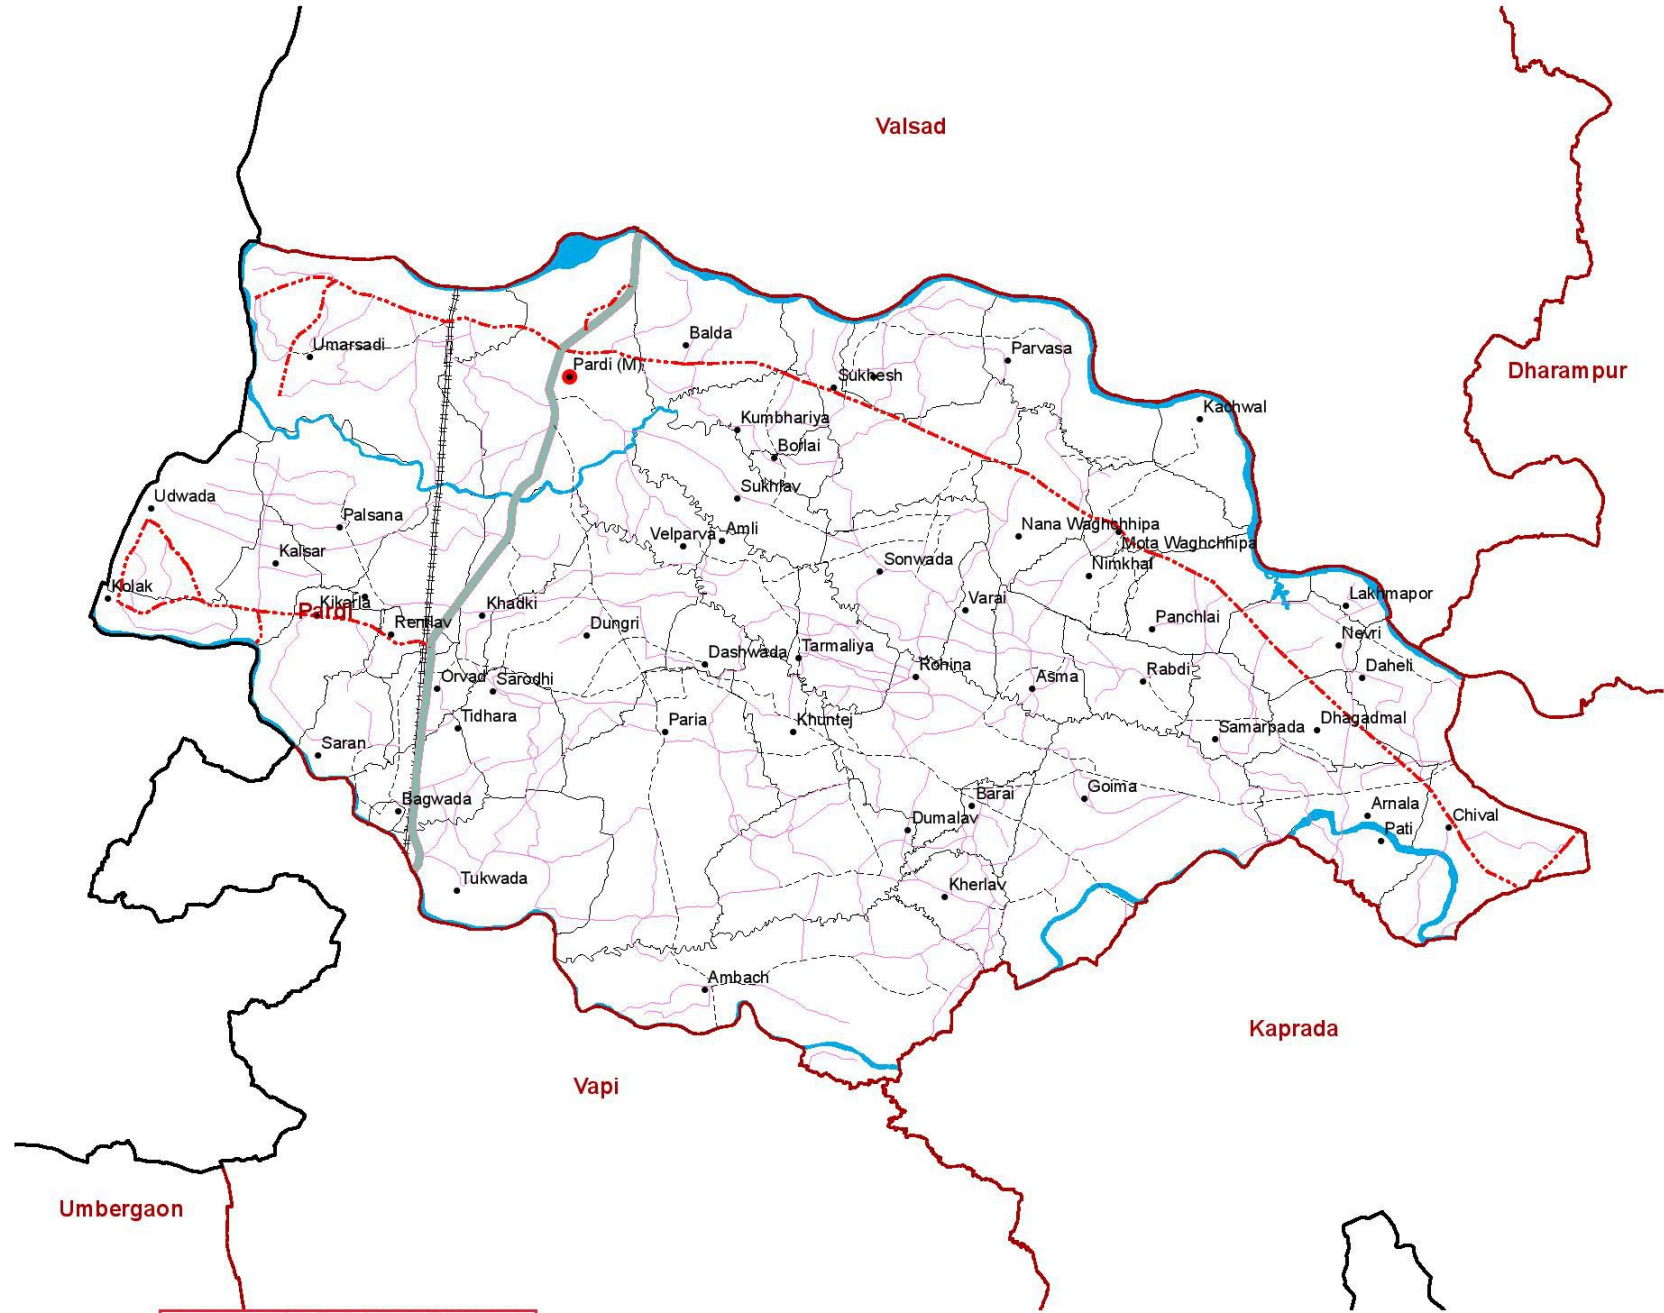 Valsad
Balda
Umarsadi
Parvasa
Pardi (M)
Dharampur
Sukhesh
Kachwal
Kumbhariya
Borlai
Sukhlav
Udwada
Palsana
Nana Waghchhipa
Velparva
Amli
Mota Waghchhipa
Kalsar
Sonwada
Nimkhal
Kolak
Lakhmapor
Varai
Kikarla
Khadki
Pardi
Panchlai
Renlav
Dungri
Nevri
Tarmaliya
Dashwada
Rohina
Daheli
Rabdi
Orvad
Sarodhi
Asma
Tidhara
Paria
Khuntej
Dhagadmal
Samarpada
Saran
Goima
Barai
Bagwada
Arnala
Dumalav
Chival
Pati
Tukwada
Kherlav
Ambach
Kaprada
Vapi
Umbergaon